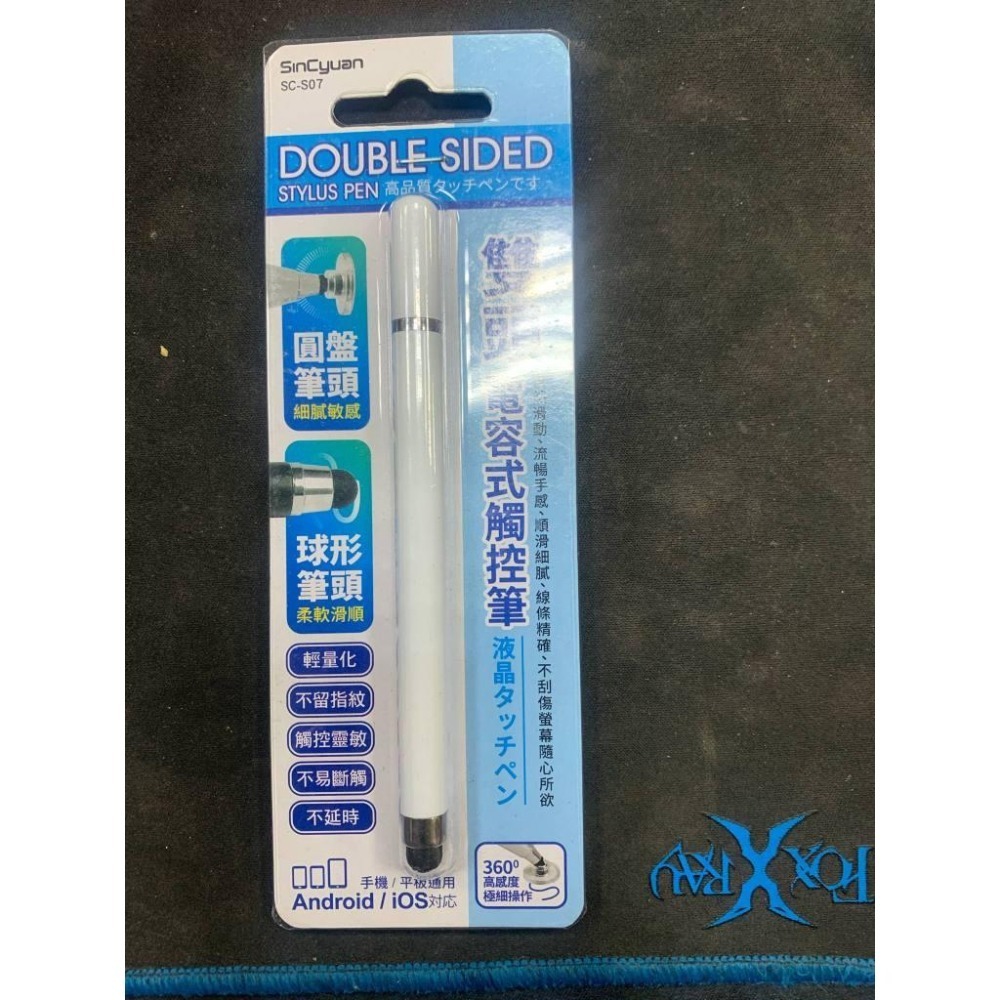 SinCyuan
SC-S07
DOUBLE SIDED
STYLUS PEN 高品質タッチペンです
圓盤
筆頭
細膩敏感
球形
筆頭
柔軟滑順
輕量化
不留指紋
觸控靈敏
不易斷觸
不延時
電容式觸控筆
液晶タッチペン
滑動、流暢手感、順滑細膩、線條精確、不刮傷螢幕隨心所欲
手機/平板通用
Android / iOS対応
360⁰
高感度
極細操作
FOXXRAY